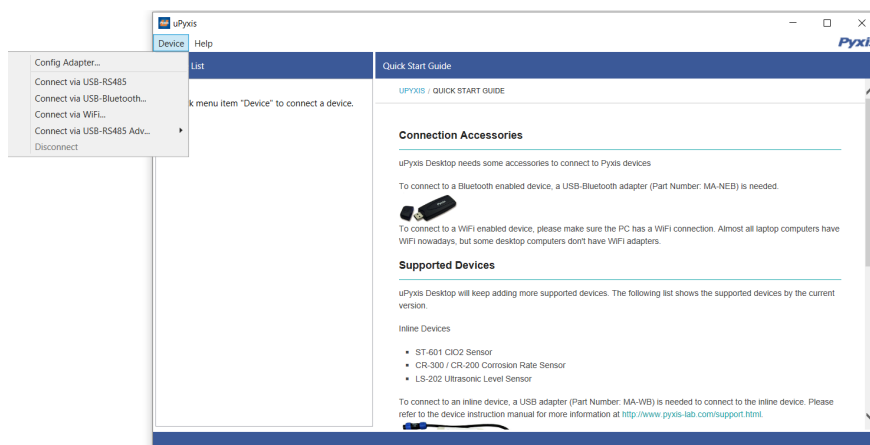 uPyxis
Device Help
Pyxis
Config Adapter...
Connect via USB-RS485
Connect via USB-Bluetooth...
Connect via WiFi...
Connect via USB-RS485 Adv...
Disconnect
List
k menu item "Device" to connect a device.
Quick Start Guide
UPYXIS / QUICK START GUIDE
Connection Accessories
uPyxis Desktop needs some accessories to connect to Pyxis devices
To connect to a Bluetooth enabled device, a USB-Bluetooth adapter (Part Number: MA-NEB) is needed.
To connect to a WiFi enabled device, please make sure the PC has a WiFi connection. Almost all laptop computers have
WiFi nowadays, but some desktop computers don't have WiFi adapters.
Supported Devices
uPyxis Desktop will keep adding more supported devices. The following list shows the supported devices by the current
version.
Inline Devices
ST-601 ClO2 Sensor
CR-300 / CR-200 Corrosion Rate Sensor
LS-202 Ultrasonic Level Sensor
To connect to an inline device, a USB adapter (Part Number: MA-WB) is needed to connect to the inline device. Please
refer to the device instruction manual for more information at http://www.pyxis-lab.com/support.html.